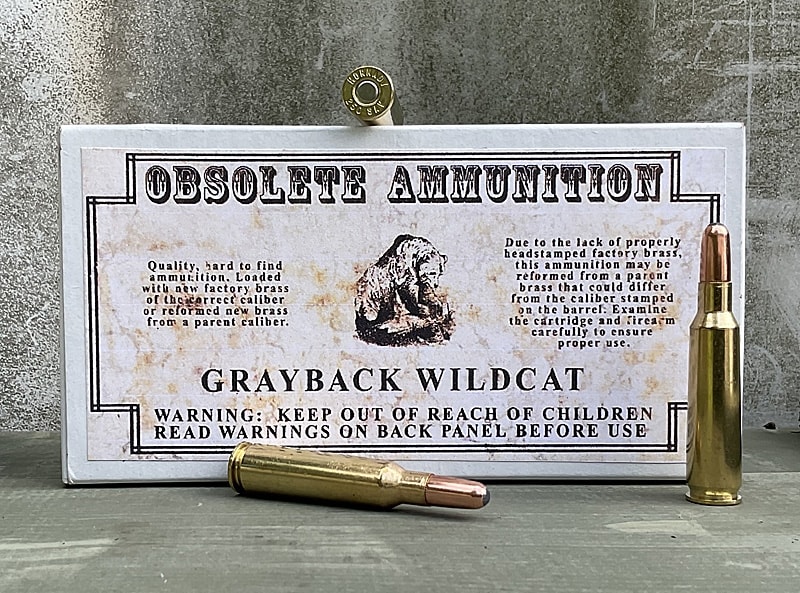 HORNADY
250 SAV
OBSOLETE AMMUNITION
Quality, hard to find
ammunition. Loaded
with new factory brass
of the correct caliber
or reformed new brass
from a parent caliber.
Due to the lack of properly
headstamped factory brass,
this ammunition may be
reformed from a parent
brass that could differ
from the caliber stamped
on the barrel. Examine
the cartridge and firearm
carefully to ensure
proper use.
GRAYBACK WILDCAT
WARNING: KEEP OUT OF REACH OF CHILDREN
READ WARNINGS ON BACK PANEL BEFORE USE